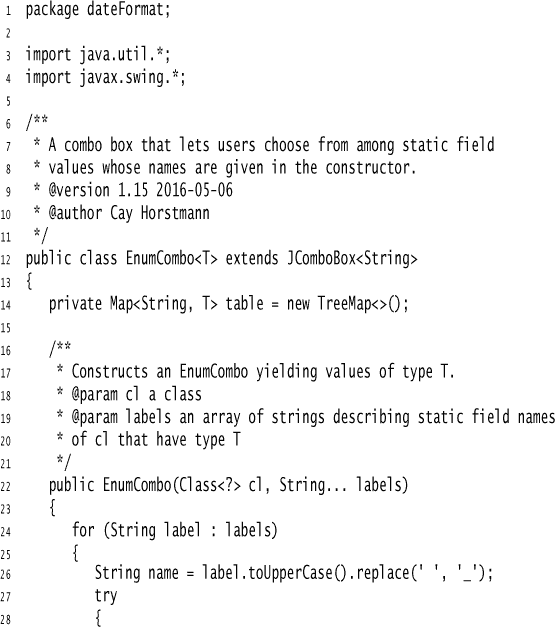 1 package dateFormat;
2
3 import java.util.*;
4 import javax.swing.*;
5
6 /**
7  * A combo box that lets users choose from among static field
8  * values whose names are given in the constructor.
9  * @version 1.15 2016-05-06
10  * @author Cay Horstmann
11  */
12 public class EnumCombo<T> extends JComboBox<String>
13 {
14    private Map<String, T> table = new TreeMap<>();
15
16    /**
17     * Constructs an EnumCombo yielding values of type T.
18     * @param cl a class
19     * @param labels an array of strings describing static field names
20     * of cl that have type T
21     */
22    public EnumCombo(Class<?> cl, String... labels)
23    {
24       for (String label : labels)
25       {
26          String name = label.toUpperCase().replace(' ', '_');
27          try
28          {